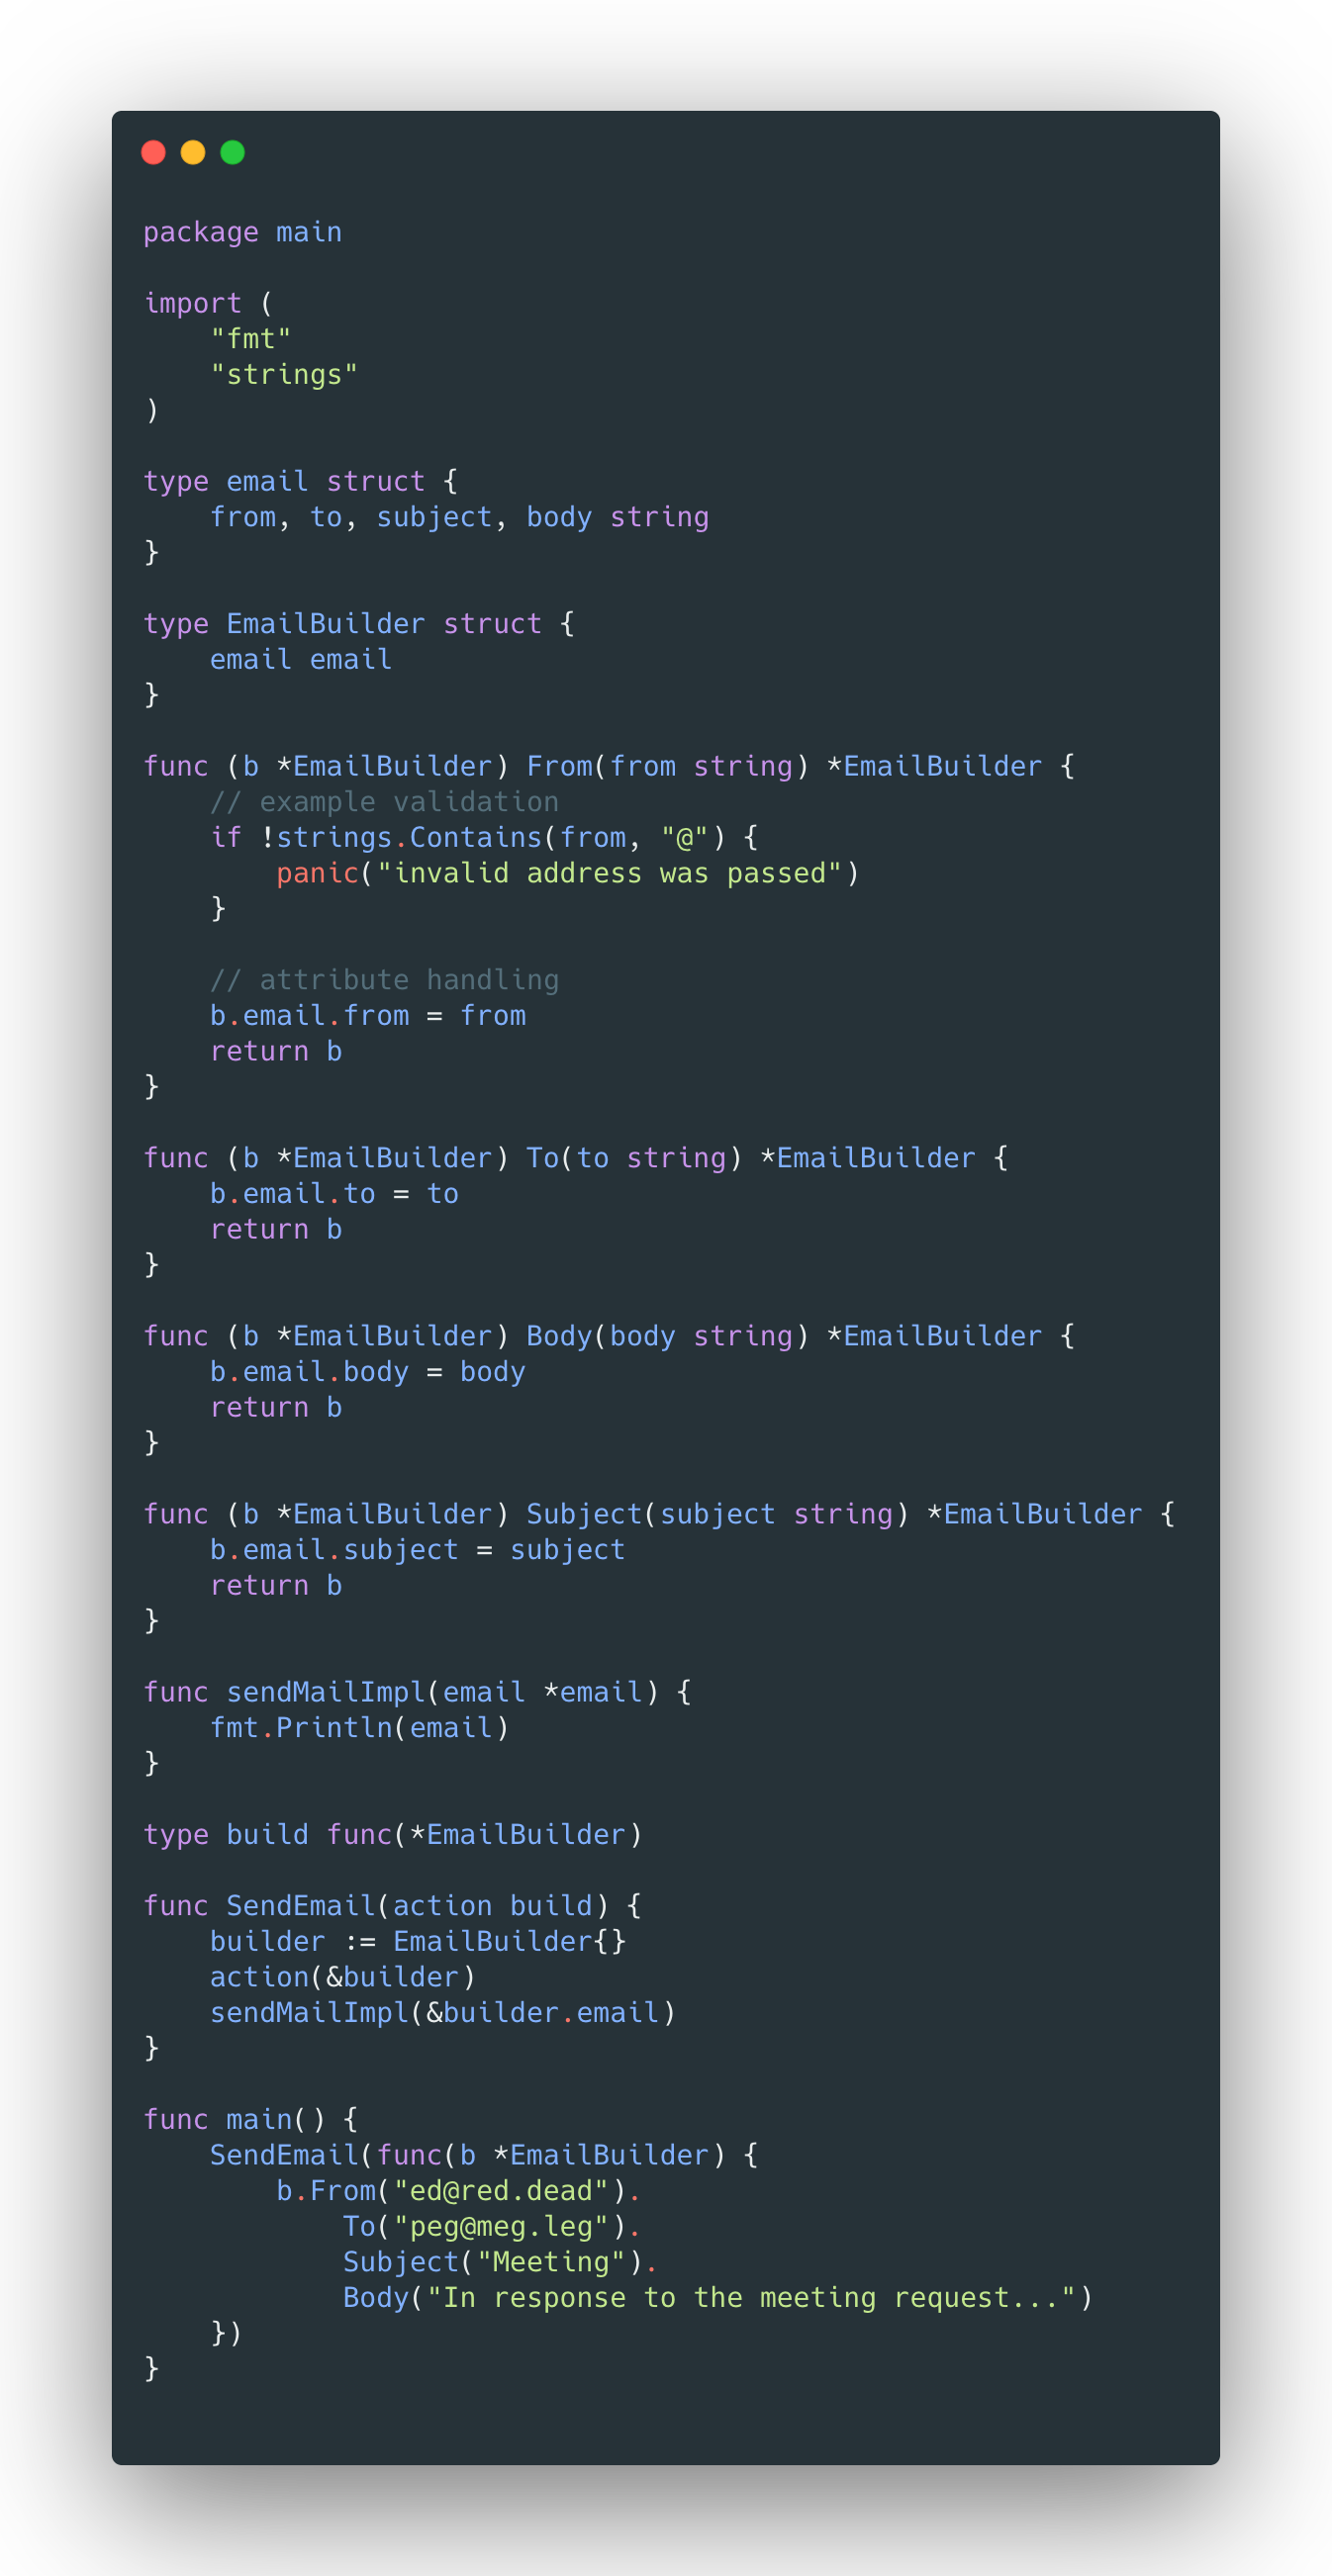 package main

import (
    "fmt"
    "strings"
)

type email struct {
    from, to, subject, body string
}

type EmailBuilder struct {
    email email
}

func (b *EmailBuilder) From(from string) *EmailBuilder {
    // example validation
    if !strings.Contains(from, "@") {
        panic("invalid address was passed")
    }

    // attribute handling
    b.email.from = from
    return b
}

func (b *EmailBuilder) To(to string) *EmailBuilder {
    b.email.to = to
    return b
}

func (b *EmailBuilder) Body(body string) *EmailBuilder {
    b.email.body = body
    return b
}

func (b *EmailBuilder) Subject(subject string) *EmailBuilder {
    b.email.subject = subject
    return b
}

func sendMailImpl(email *email) {
    fmt.Println(email)
}

type build func(*EmailBuilder)

func SendEmail(action build) {
    builder := EmailBuilder{}
    action(&builder)
    sendMailImpl(&builder.email)
}

func main() {
    SendEmail(func(b *EmailBuilder) {
        b.From("ed@red.dead").
            To("peg@meg.leg").
            Subject("Meeting").
            Body("In response to the meeting request...")
    })
}